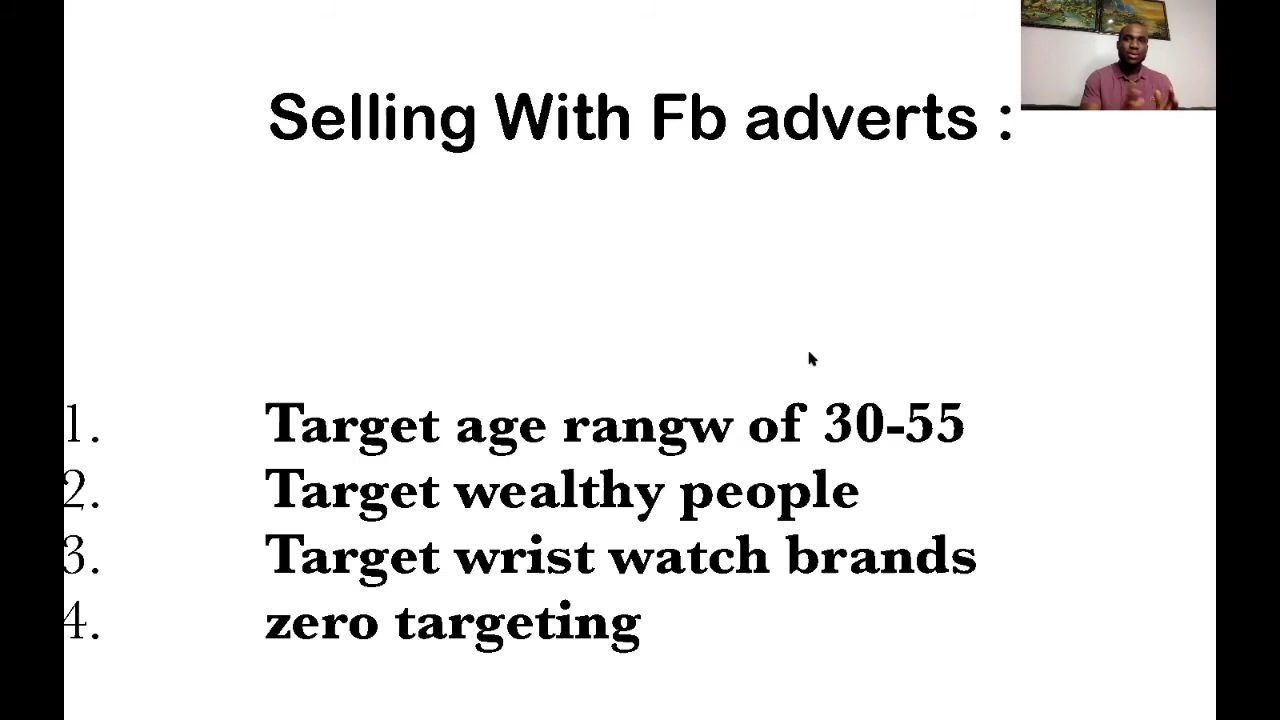 Selling With Fb adverts :
1. Target age rangw of 30-55
2. Target wealthy people
3. Target wrist watch brands
4. zero targeting